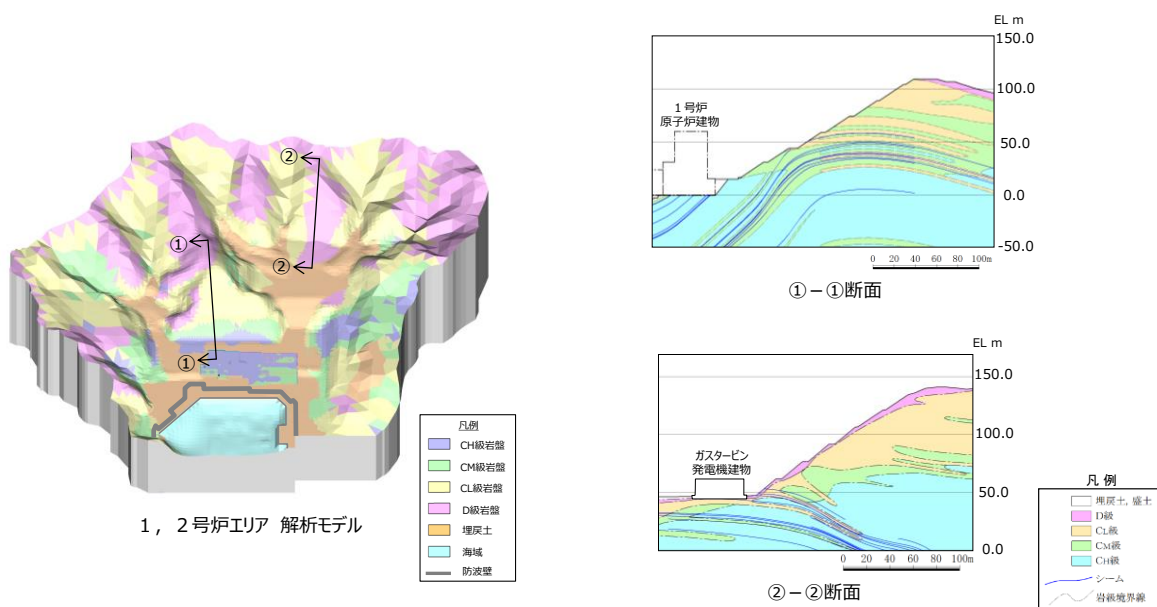 ②
①
②
①
凡例
CH級岩盤
CM級岩盤
CL級岩盤
D級岩盤
埋戻土
海域
防波壁
1，2号炉エリア 解析モデル
EL m
150.0
100.0
50.0
0.0
-50.0
1号炉
原子炉建物
0 20 40 60 80 100m
①－①断面
EL m
150.0
100.0
50.0
0.0
ガスタービン
発電機建物
0 20 40 60 80 100m
②－②断面
凡 例
埋戻土, 盛土
D級
CL級
CM級
CH級
シーム
岩級境界線